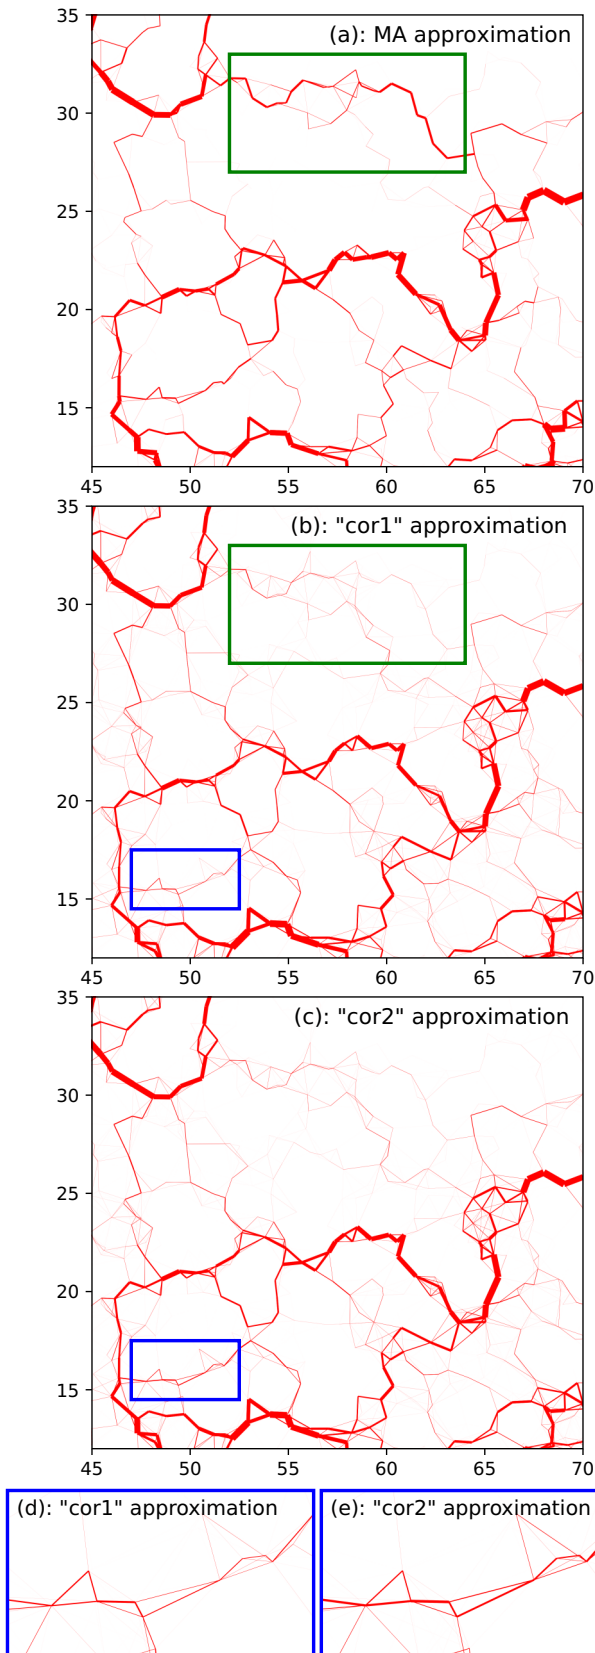 (a): MA approximation
35
30
25
20
15
45 50 55 60 65 70
(b): "cor1" approximation
35
30
25
20
15
45 50 55 60 65 70
(c): "cor2" approximation
35
30
25
20
15
45 50 55 60 65 70
(d): "cor1" approximation
(e): "cor2" approximation